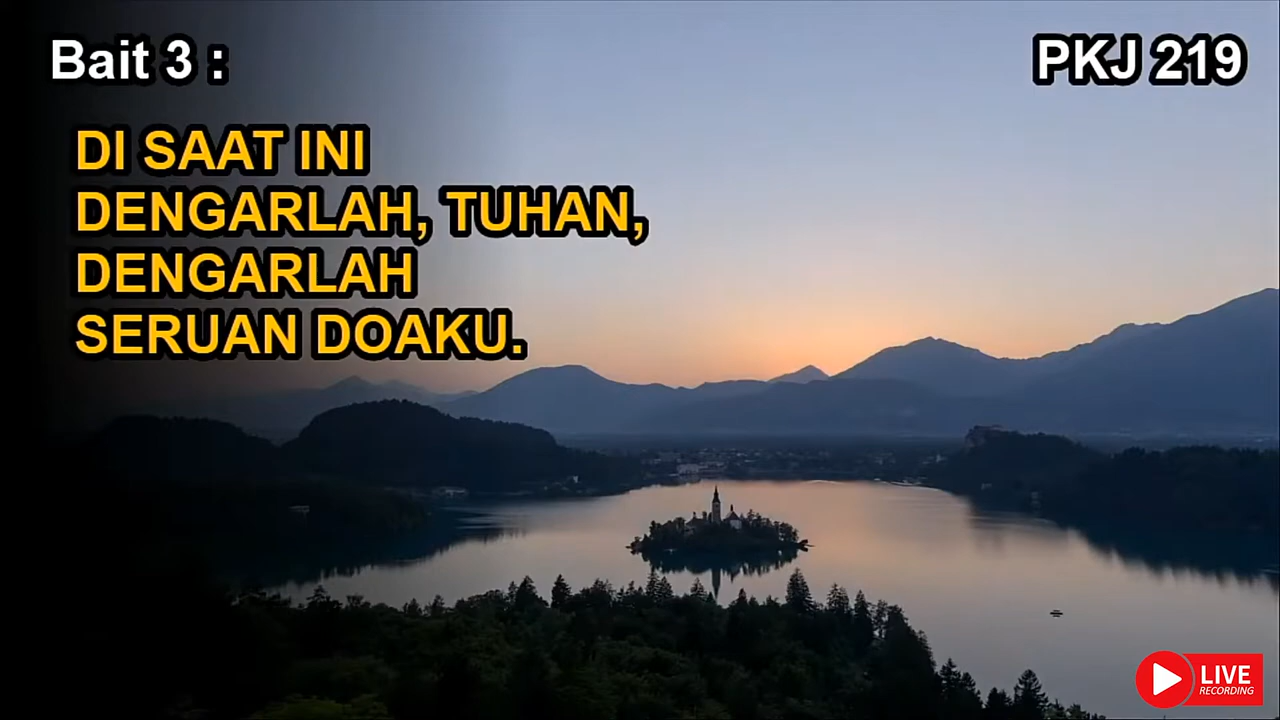 Bait 3 :
PKJ 219
DI SAAT INI
DENGARLAH, TUHAN,
DENGARLAH
SERUAN DOAKU.
LIVE
RECORDING